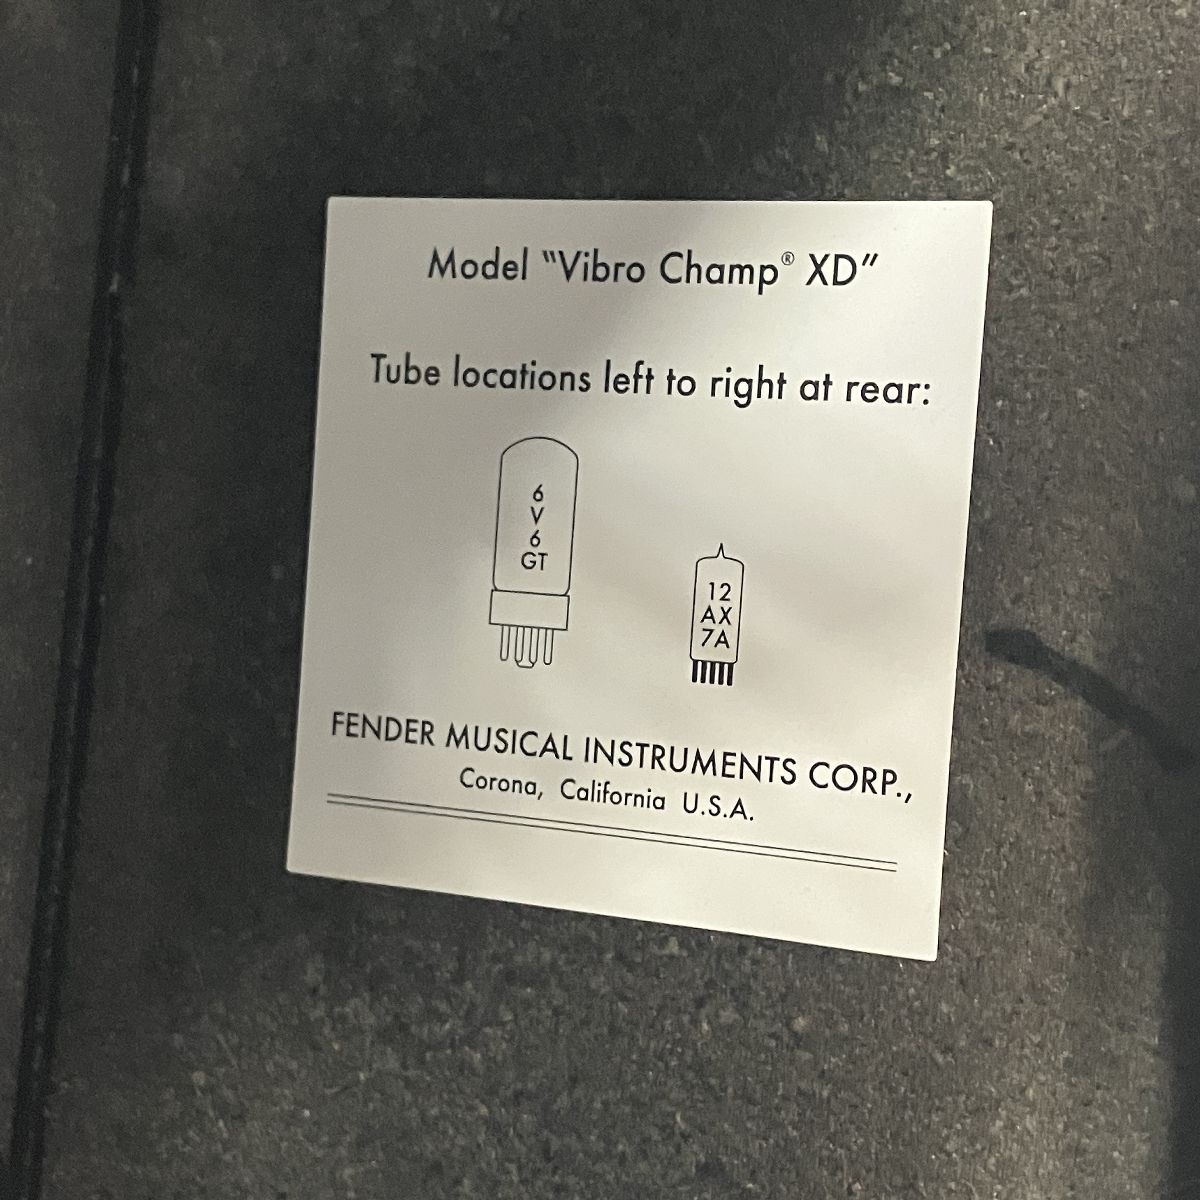 Model "Vibro Champ® XD"
Tube locations left to right at rear:
6
V
6
GT
12
AX
7A
FENDER MUSICAL INSTRUMENTS CORP.,
Corona, California U.S.A.